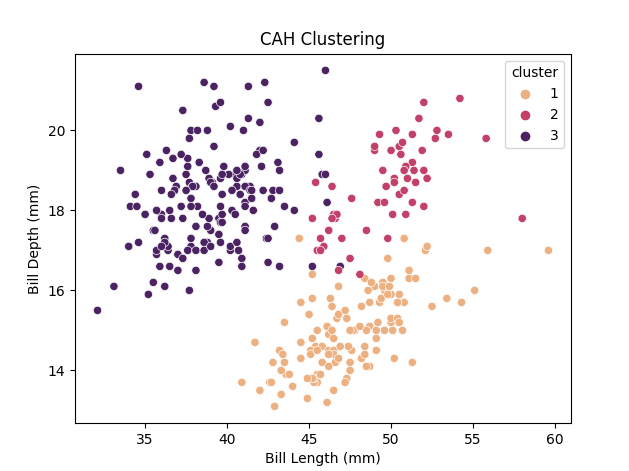 CAH Clustering
cluster
1
2
3
20
18
16
14
Bill Depth (mm)
35 40 45 50 55 60
Bill Length (mm)